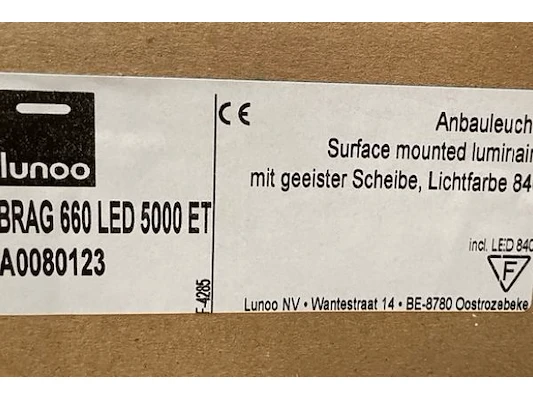 lunoo
BRAG 660 LED 5000 ET
A0080123
F-4285
CE
Anbauleuch
Surface mounted luminair
mit geeister Scheibe, Lichtfarbe 84
incl. LED 840
F
Lunoo NV • Wantestraat 14 • BE-8780 Oostrozebeke